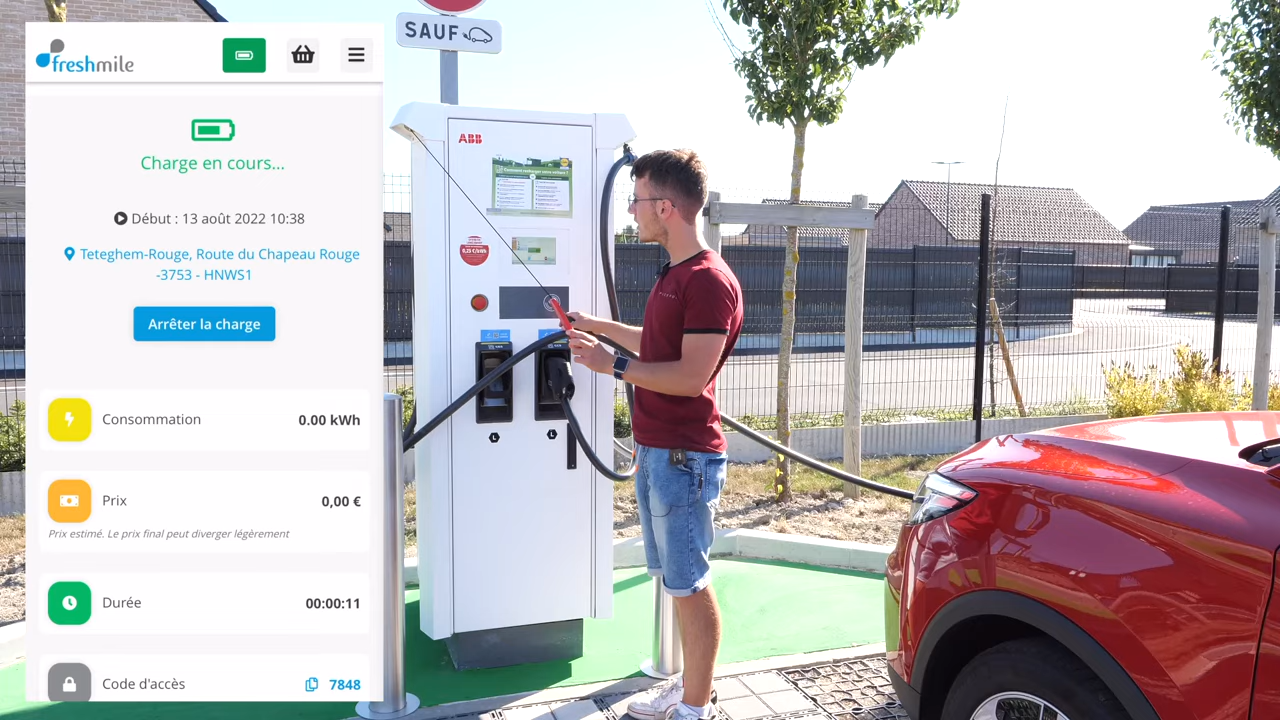 freshmile
Charge en cours...
Début : 13 août 2022 10:38
Teteghem-Rouge, Route du Chapeau Rouge
-3753 - HNWS1
Arrêter la charge
Consommation 0.00 kWh
Prix 0,00 €
Prix estimé. Le prix final peut diverger légèrement
Durée 00:00:11
Code d'accès 7848
SAUF
ABB